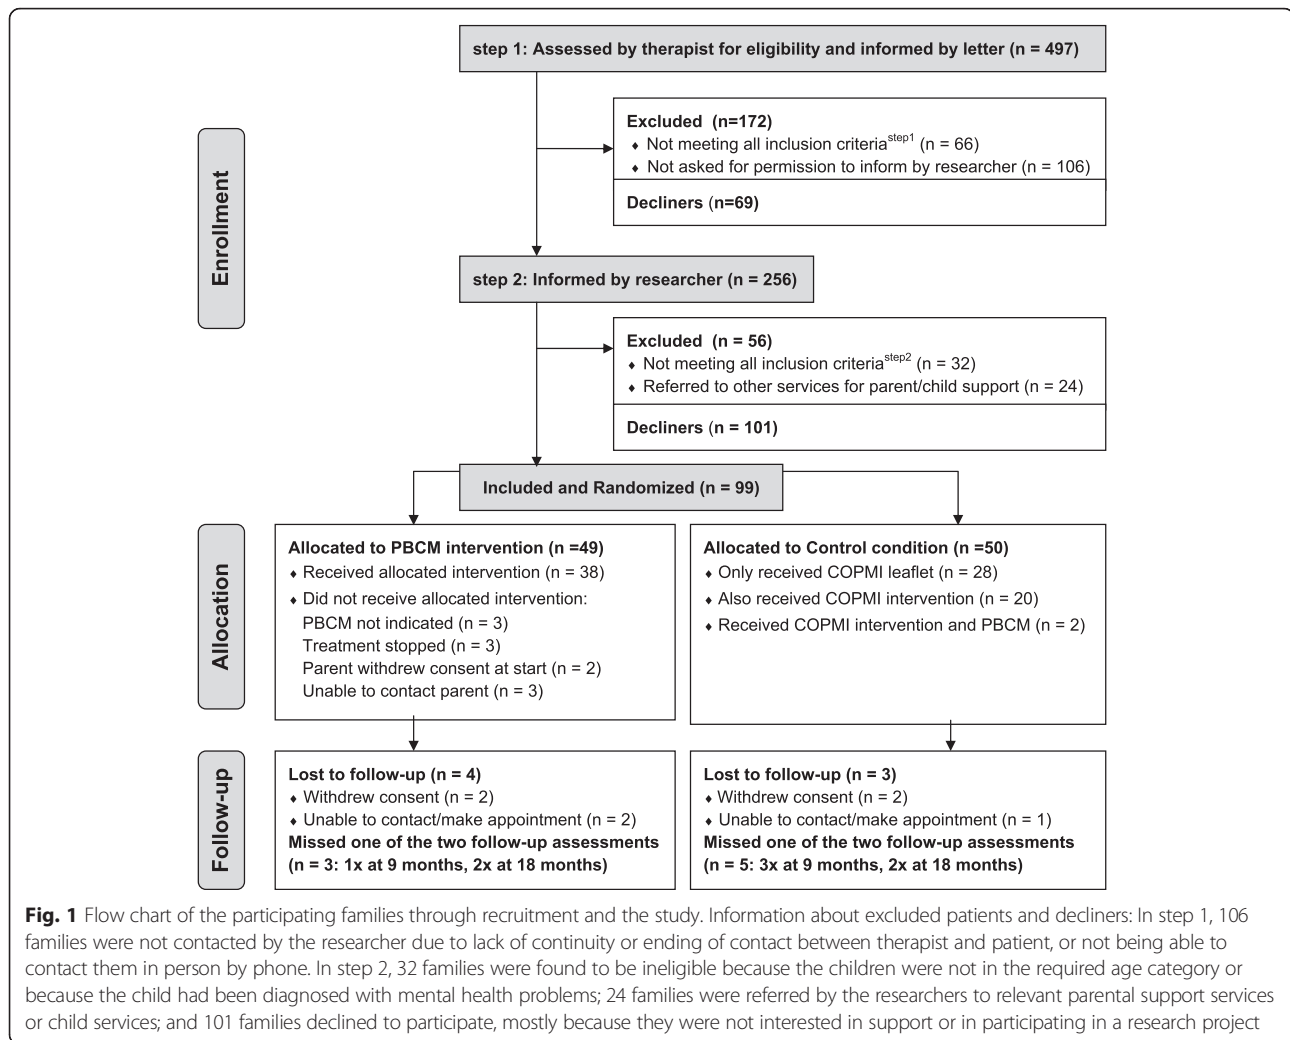 step 1: Assessed by therapist for eligibility and informed by letter (n = 497)
Enrollment
Excluded (n=172)
♦ Not meeting all inclusion criteria^step1 (n = 66)
♦ Not asked for permission to inform by researcher (n = 106)
Decliners (n=69)
step 2: Informed by researcher (n = 256)
Excluded (n = 56)
♦ Not meeting all inclusion criteria^step2 (n = 32)
♦ Referred to other services for parent/child support (n = 24)
Decliners (n = 101)
Included and Randomized (n = 99)
Allocation
Allocated to PBCM intervention (n =49)
♦ Received allocated intervention (n = 38)
♦ Did not receive allocated intervention:
PBCM not indicated (n = 3)
Treatment stopped (n = 3)
Parent withdrew consent at start (n = 2)
Unable to contact parent (n = 3)
Allocated to Control condition (n =50)
♦ Only received COPMI leaflet (n = 28)
♦ Also received COPMI intervention (n = 20)
♦ Received COPMI intervention and PBCM (n = 2)
Follow-up
Lost to follow-up (n = 4)
♦ Withdrew consent (n = 2)
♦ Unable to contact/make appointment (n = 2)
Missed one of the two follow-up assessments
(n = 3: 1x at 9 months, 2x at 18 months)
Lost to follow-up (n = 3)
♦ Withdrew consent (n = 2)
♦ Unable to contact/make appointment (n = 1)
Missed one of the two follow-up assessments
(n = 5: 3x at 9 months, 2x at 18 months)
Fig. 1 Flow chart of the participating families through recruitment and the study. Information about excluded patients and decliners: In step 1, 106
families were not contacted by the researcher due to lack of continuity or ending of contact between therapist and patient, or not being able to
contact them in person by phone. In step 2, 32 families were found to be ineligible because the children were not in the required age category or
because the child had been diagnosed with mental health problems; 24 families were referred by the researchers to relevant parental support services
or child services; and 101 families declined to participate, mostly because they were not interested in support or in participating in a research project